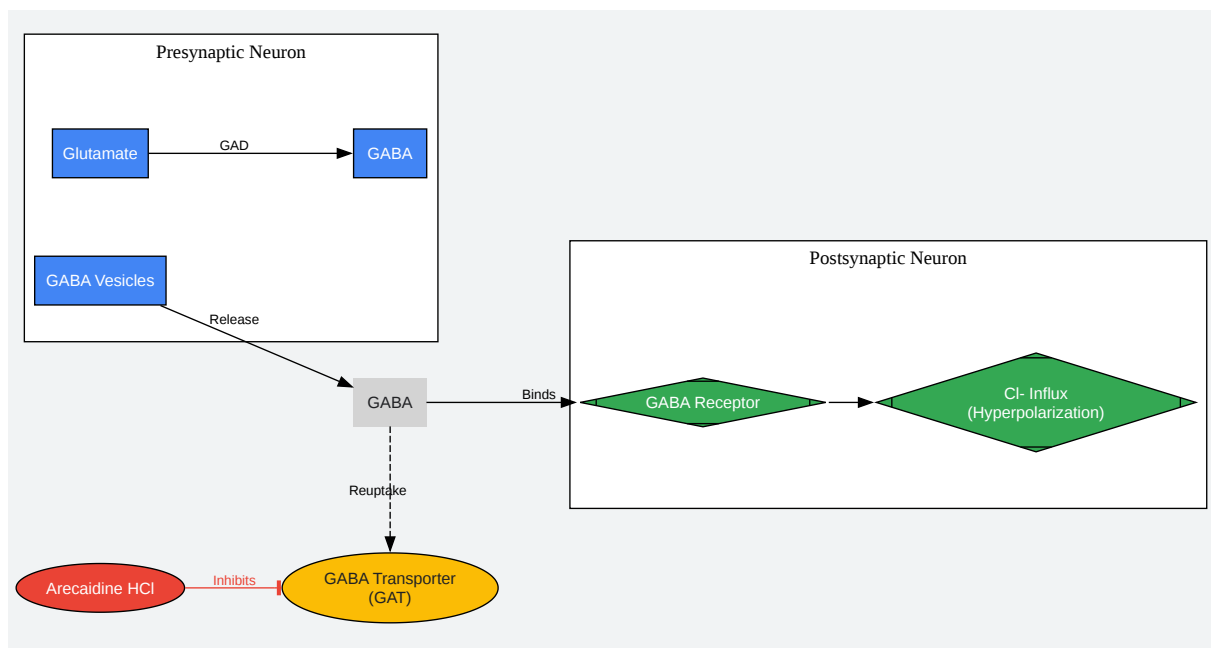 Presynaptic Neuron
Glutamate
GAD
GABA
GABA Vesicles
Release
Postsynaptic Neuron
GABA
Binds
GABA Receptor
Cl- Influx
(Hyperpolarization)
Reuptake
Arecaidine HCl
Inhibits
GABA Transporter
(GAT)